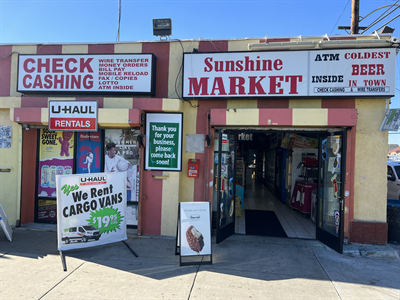 CHECK
CASHING
WIRE TRANSFER
MONEY ORDERS
BILL PAY
MOBILE RELOAD
FAX / COPIES
LOTTO
ATM INSIDE
Sunshine
MARKET
ATM
INSIDE
COLDEST
BEER
IN TOWN
CHECK CASHING & WIRE TRANSFERS
U-HAUL
RENTALS
Thank you
for your
business,
please
come back
soon!
U-HAUL
Yes
We Rent
CARGO VANS
$19.95